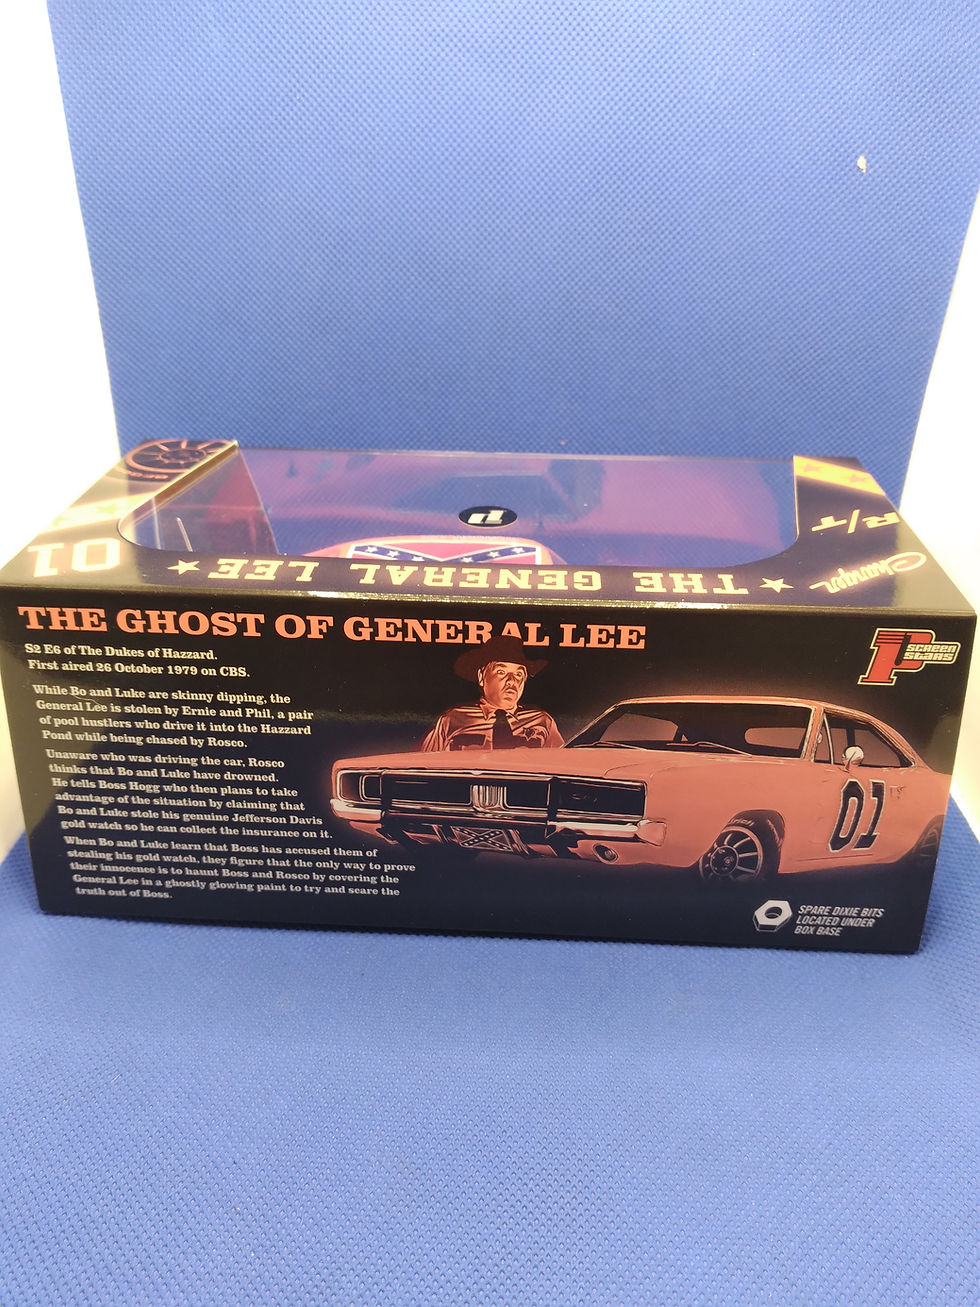 01 ★ THE GENERAL LEE ★
Charger
R/T
THE GHOST OF GENERAL LEE
S2 E6 of The Dukes of Hazzard.
First aired 26 October 1979 on CBS.
While Bo and Luke are skinny dipping, the
General Lee is stolen by Ernie and Phil, a pair
of pool hustlers who drive it into the Hazzard
Pond while being chased by Rosco.
Unaware who was driving the car, Rosco
thinks that Bo and Luke have drowned.
He tells Boss Hogg who then plans to take
advantage of the situation by claiming that
Bo and Luke stole his genuine Jefferson Davis
gold watch so he can collect the insurance on it.
When Bo and Luke learn that Boss has accused them of
stealing his gold watch, they figure that the only way to prove
their innocence is to haunt Boss and Rosco by covering the
General Lee in a ghostly glowing paint to try and scare the
truth out of Boss.
SCREEN
STARS
01
SPARE DIXIE BITS
LOCATED UNDER
BOX BASE